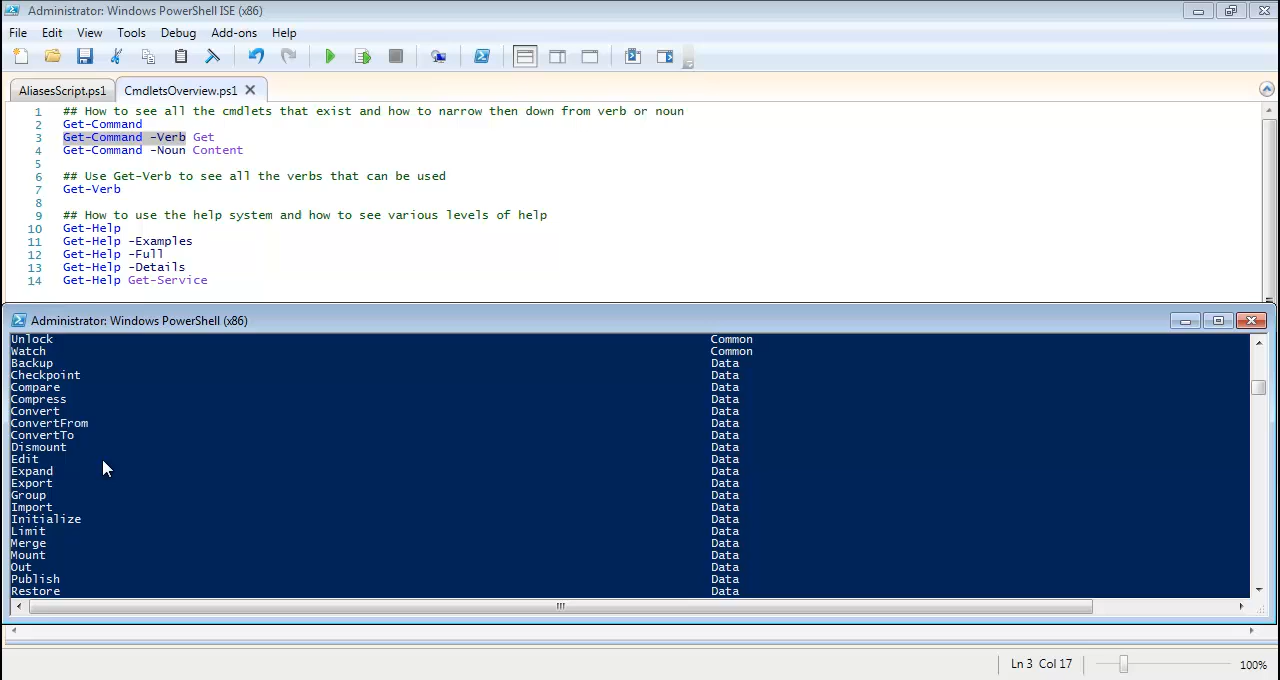 Administrator: Windows PowerShell ISE (x86)
File Edit View Tools Debug Add-ons Help
AliasesScript.ps1 CmdletsOverview.ps1
1 ## How to see all the cmdlets that exist and how to narrow then down from verb or noun
2 Get-Command
3 Get-Command -Verb Get
4 Get-Command -Noun Content
5
6 ## Use Get-Verb to see all the verbs that can be used
7 Get-Verb
8
9 ## How to use the help system and how to see various levels of help
10 Get-Help
11 Get-Help -Examples
12 Get-Help -Full
13 Get-Help -Details
14 Get-Help Get-Service
Administrator: Windows PowerShell (x86)
Unlock Common
Watch Common
Backup Data
Checkpoint Data
Compare Data
Compress Data
Convert Data
ConvertFrom Data
ConvertTo Data
Dismount Data
Edit Data
Expand Data
Export Data
Group Data
Import Data
Initialize Data
Limit Data
Merge Data
Mount Data
Out Data
Publish Data
Restore Data
Ln 3 Col 17 100%